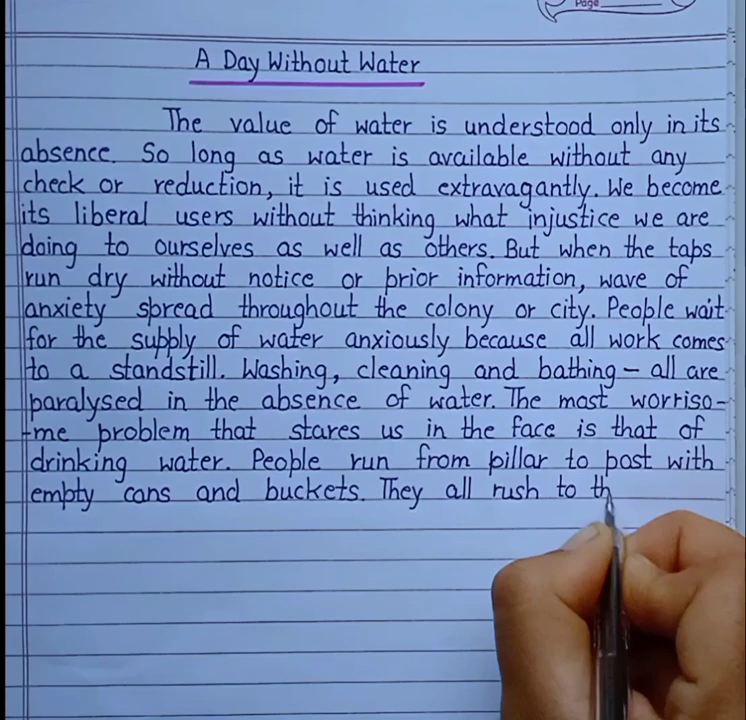 Page
A Day Without Water
The value of water is understood only in its
absence. So long as water is available without any
check or reduction, it is used extravagantly. We become
its liberal users without thinking what injustice we are
doing to ourselves as well as others. But when the taps
run dry without notice or prior information, wave of
anxiety spread throughout the colony or city. People wait
for the supply of water anxiously because all work comes
to a standstill. Washing, cleaning and bathing – all are
paralysed in the absence of water. The most worriso-
-me problem that stares us in the face is that of
drinking water. People run from pillar to post with
empty cans and buckets. They all rush to th